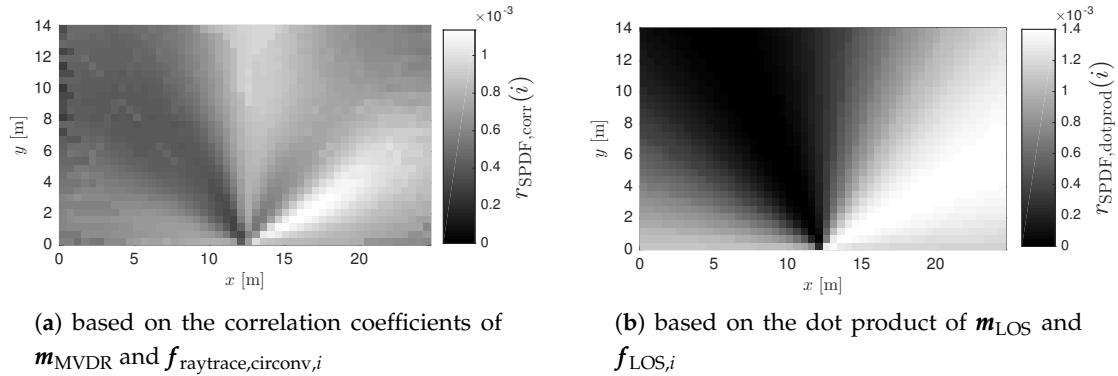 ×10⁻³
14
12
10
8
6
4
2
0
y [m]
0 5 10 15 20
x [m]
1
0.8
0.6
0.4
0.2
0
r_SPDF,corr(i)
(a) based on the correlation coefficients of
m_MVDR and f_raytrace,circonv,i
×10⁻³
14
12
10
8
6
4
2
0
y [m]
0 5 10 15 20
x [m]
1.4
1.2
1
0.8
0.6
0.4
0.2
0
r_SPDF,dotprod(i)
(b) based on the dot product of m_LOS and
f_LOS,i